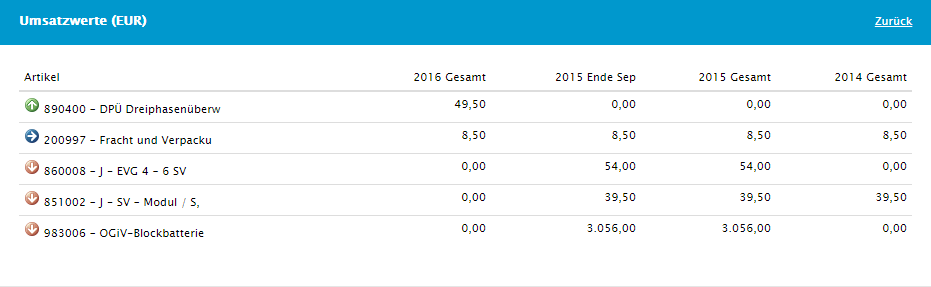 Umsatzwerte (EUR) Zurück
Artikel 2016 Gesamt 2015 Ende Sep 2015 Gesamt 2014 Gesamt
890400 - DPÜ Dreiphasenüberw 49,50 0,00 0,00 0,00
200997 - Fracht und Verpacku 8,50 8,50 8,50 8,50
860008 - J - EVG 4 - 6 SV 0,00 54,00 54,00 0,00
851002 - J - SV - Modul / S, 0,00 39,50 39,50 39,50
983006 - OGiV-Blockbatterie 0,00 3.056,00 3.056,00 0,00